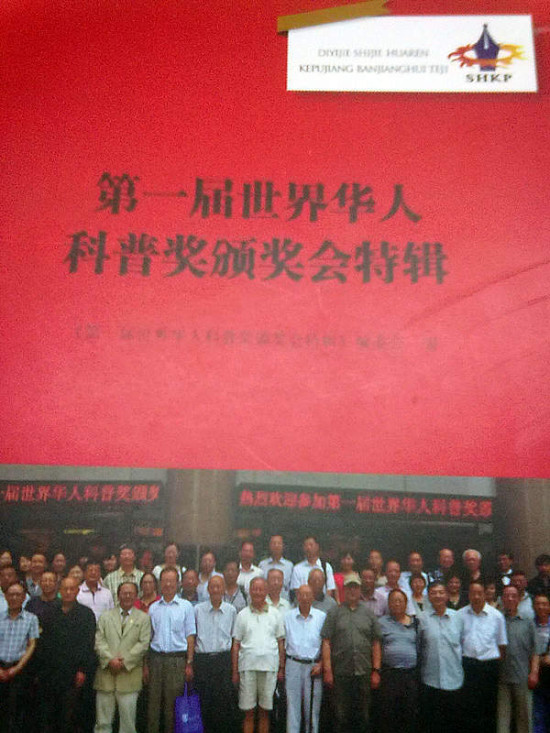 DIYIJIE SHIJIE HUAREN
KEPUJIANG BANJIANGHUI TEJI
SHKP
第一届世界华人
科普奖颁奖会特辑
一届世界华人科普奖颁奖
热烈欢迎参加第一届世界华人科普奖